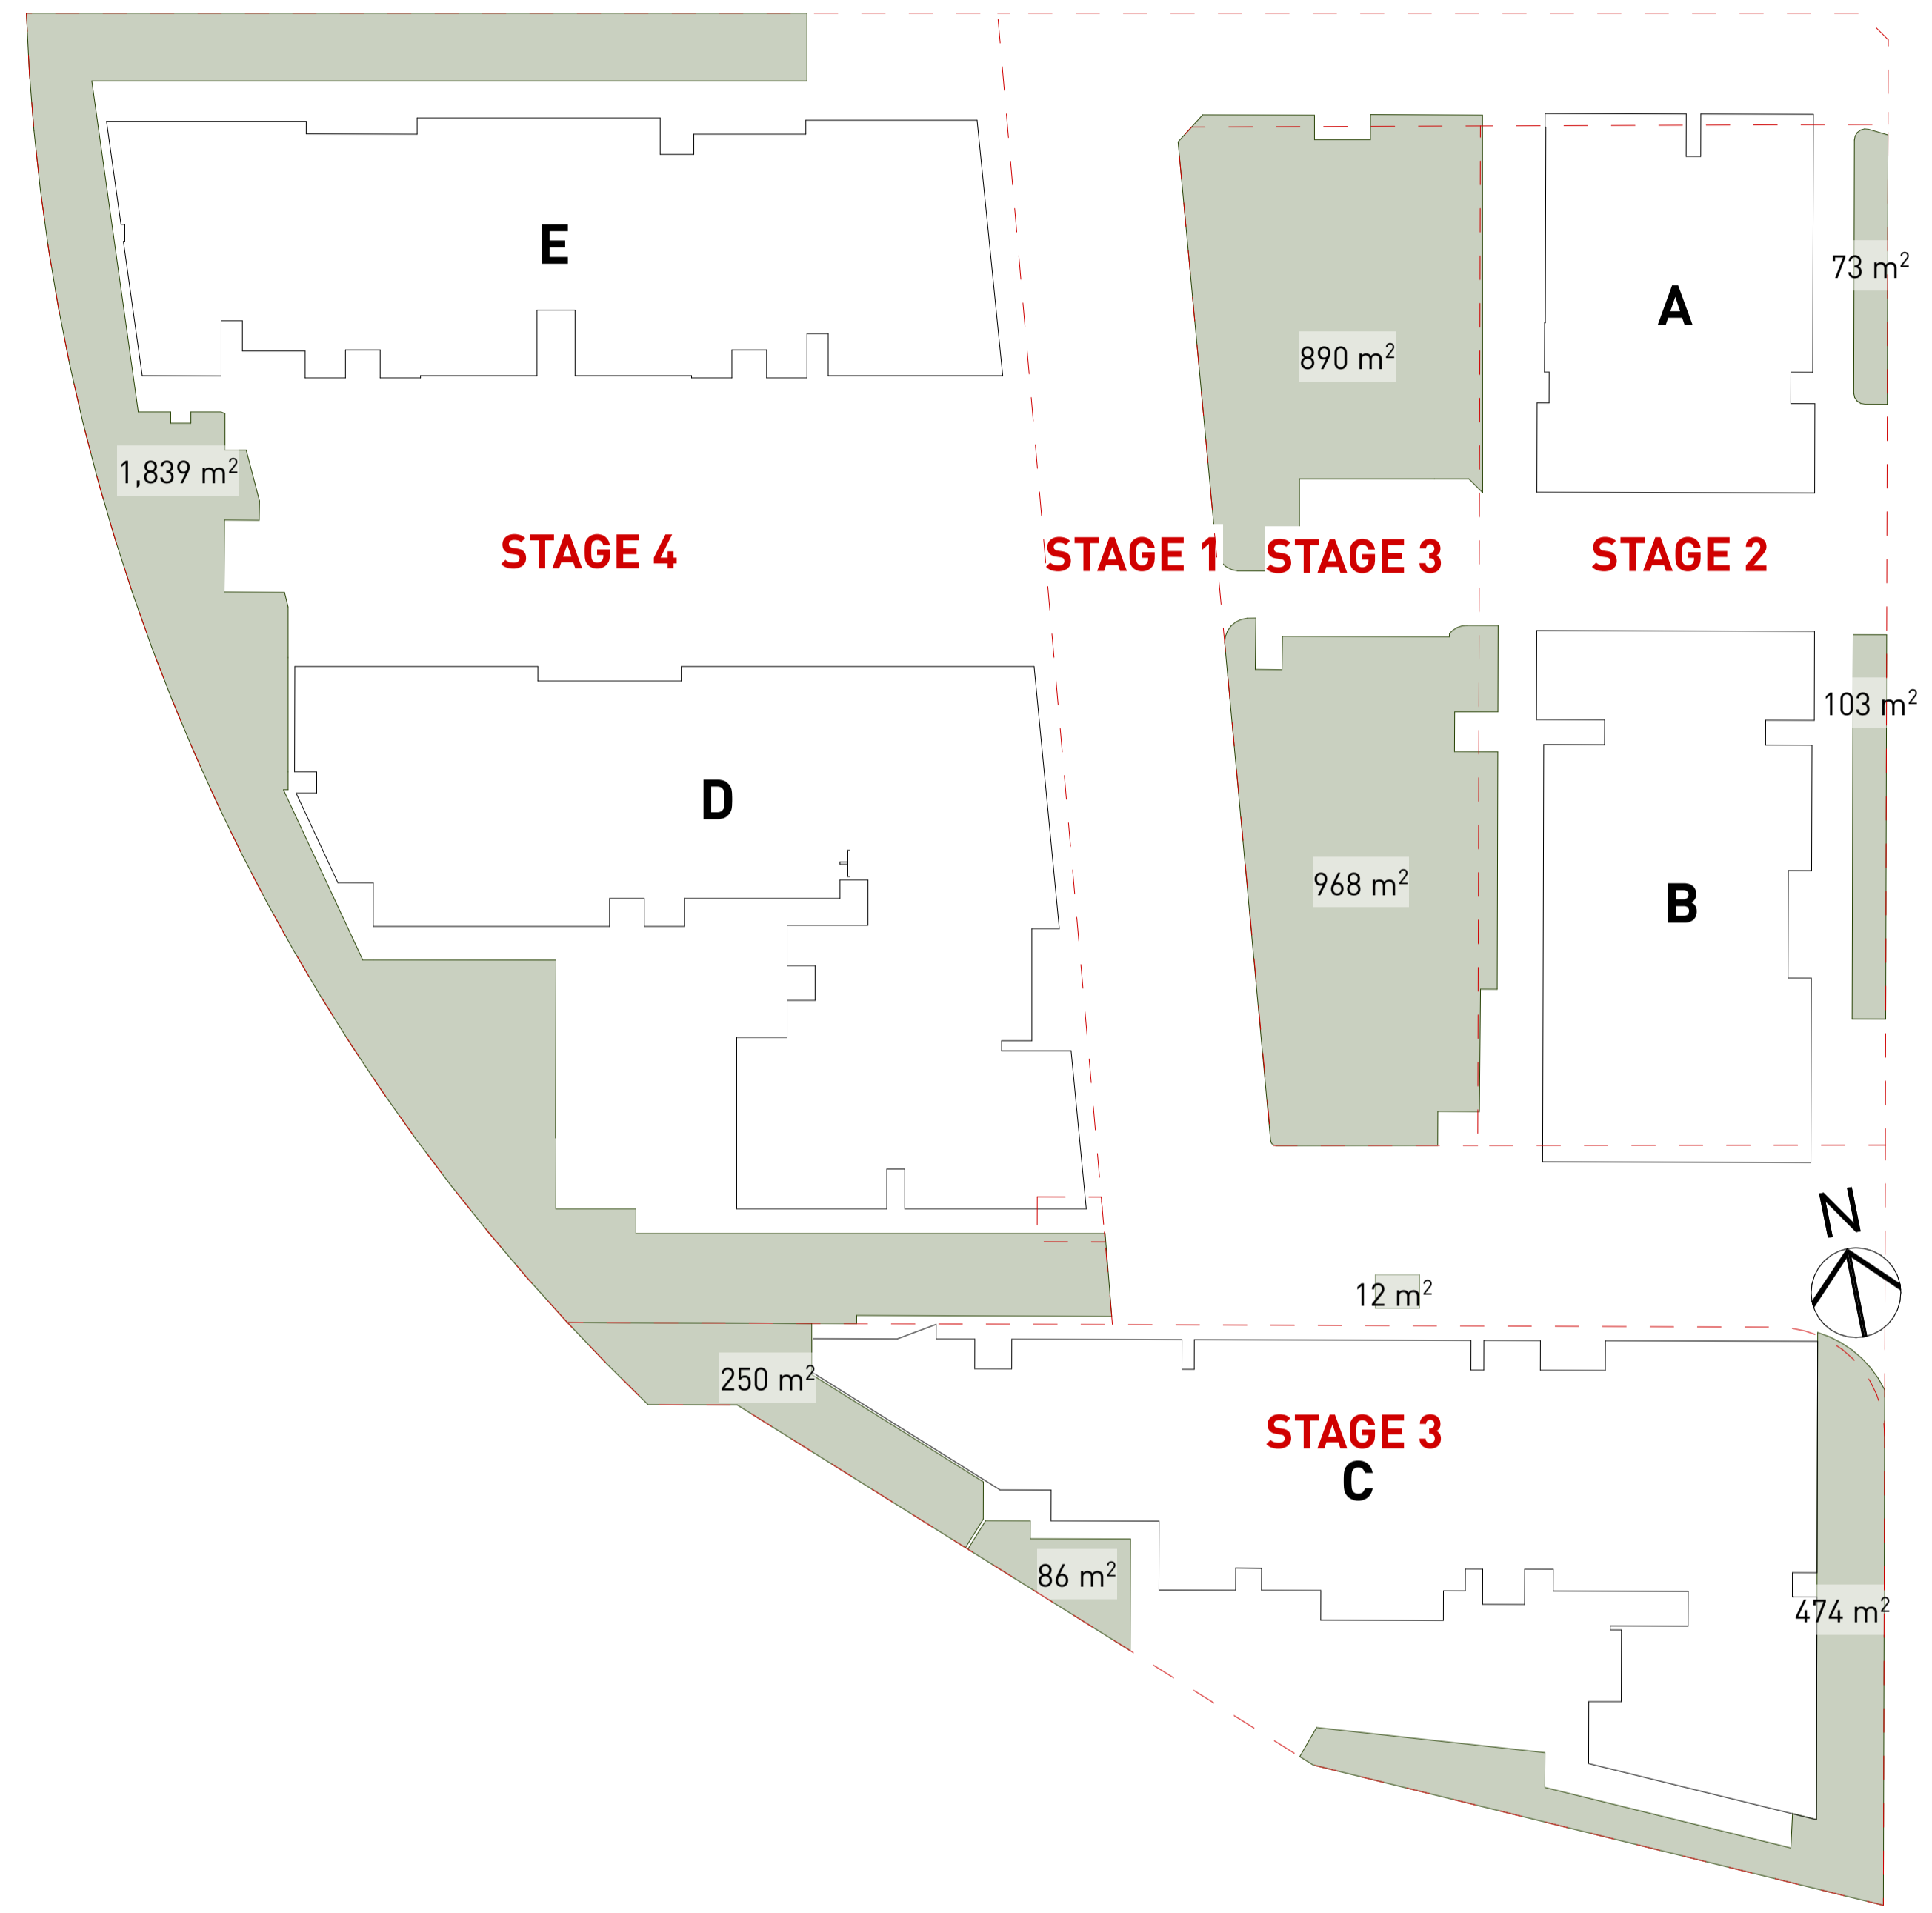 E
A
73 m²
890 m²
1,839 m²
STAGE 4
STAGE 1
STAGE 3
STAGE 2
103 m²
D
968 m²
B
N
12 m²
250 m²
STAGE 3
C
86 m²
474 m²